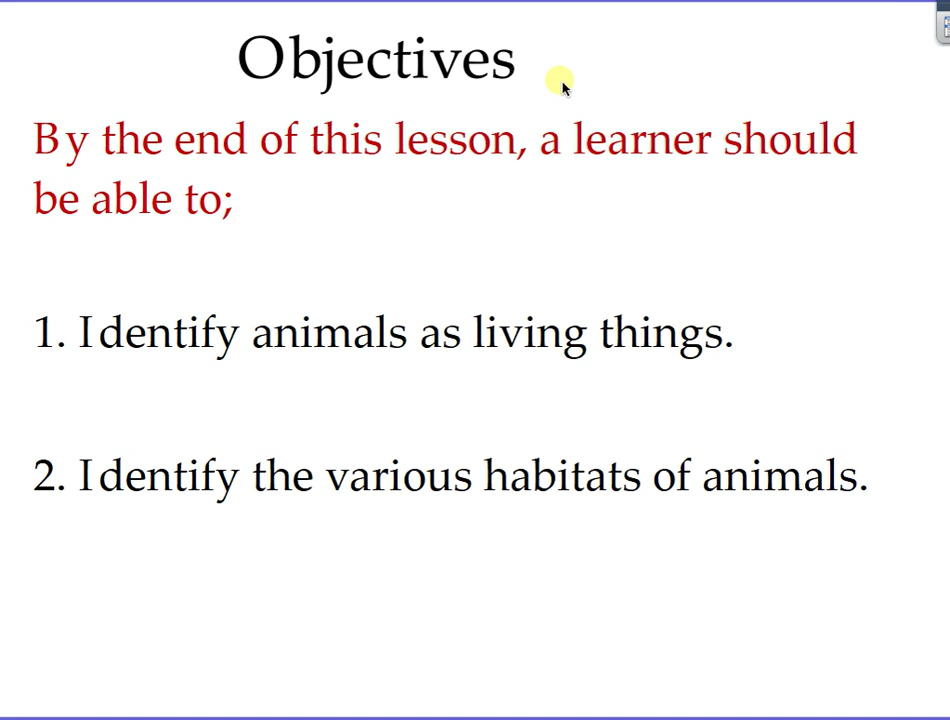 Objectives
By the end of this lesson, a learner should
be able to;
1. Identify animals as living things.
2. Identify the various habitats of animals.